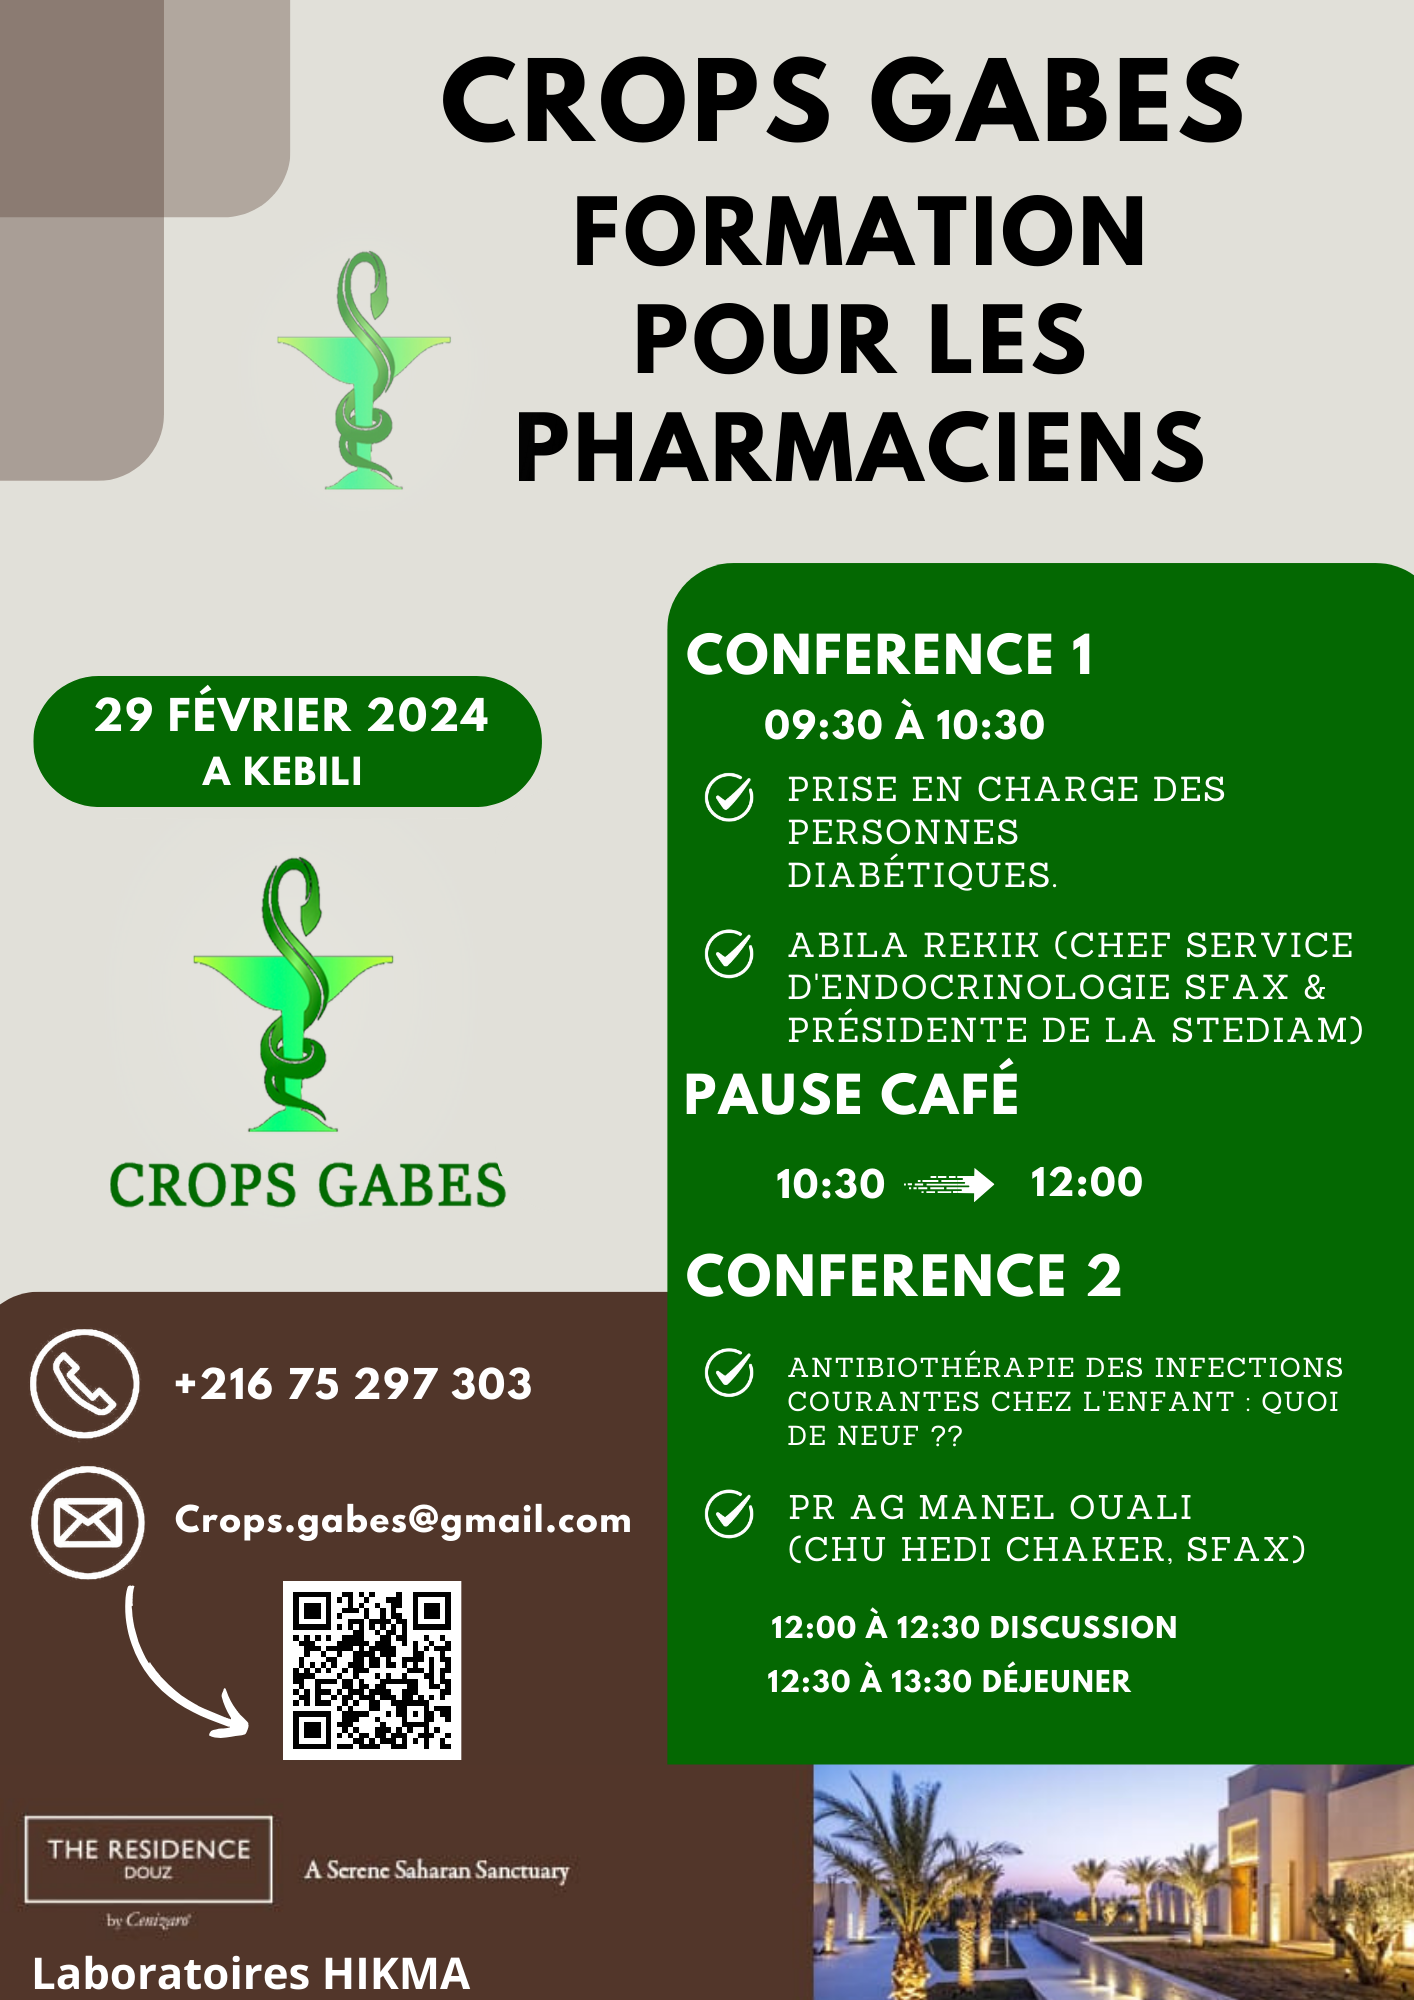 CROPS GABES
FORMATION
POUR LES
PHARMACIENS
29 FÉVRIER 2024
A KEBILI
CROPS GABES
CONFERENCE 1
09:30 À 10:30
PRISE EN CHARGE DES
PERSONNES
DIABÉTIQUES.
ABILA REKIK (CHEF SERVICE
D'ENDOCRINOLOGIE SFAX &
PRÉSIDENTE DE LA STEDIAM)
PAUSE CAFÉ
10:30 12:00
CONFERENCE 2
ANTIBIOTHÉRAPIE DES INFECTIONS
COURANTES CHEZ L'ENFANT : QUOI
DE NEUF ??
PR AG MANEL OUALI
(CHU HEDI CHAKER, SFAX)
12:00 À 12:30 DISCUSSION
12:30 À 13:30 DÉJEUNER
+216 75 297 303
Crops.gabes@gmail.com
THE RESIDENCE
DOUZ
by Cenizaro
A Serene Saharan Sanctuary
Laboratoires HIKMA